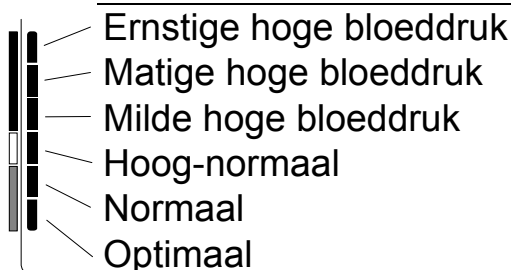 Ernstige hoge bloeddruk
Matige hoge bloeddruk
Milde hoge bloeddruk
Hoog-normaal
Normaal
Optimaal